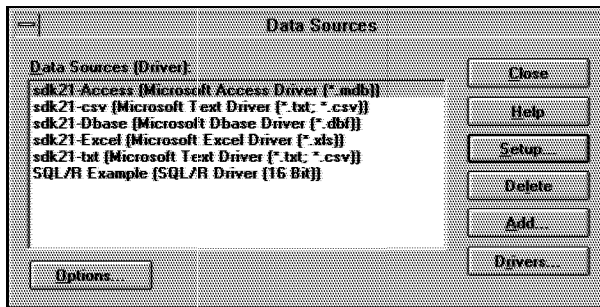 Data Sources
Data Sources (Driver):
sdk21-Access (Microsoft Access Driver (*.mdb))
sdk21-csv (Microsoft Text Driver (*.txt; *.csv))
sdk21-Dbase (Microsoft Dbase Driver (*.dbf))
sdk21-Excel (Microsoft Excel Driver (*.xls))
sdk21-txt (Microsoft Text Driver (*.txt; *.csv))
SQL/R Example (SQL/R Driver (16 Bit))
Close
Help
Setup...
Delete
Add...
Drivers...
Options...